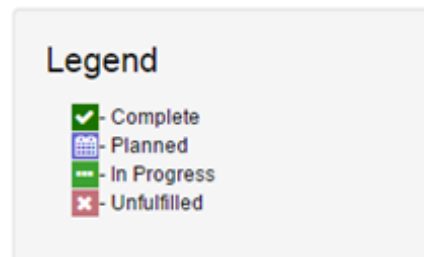 Legend
- Complete
- Planned
- In Progress
- Unfulfilled